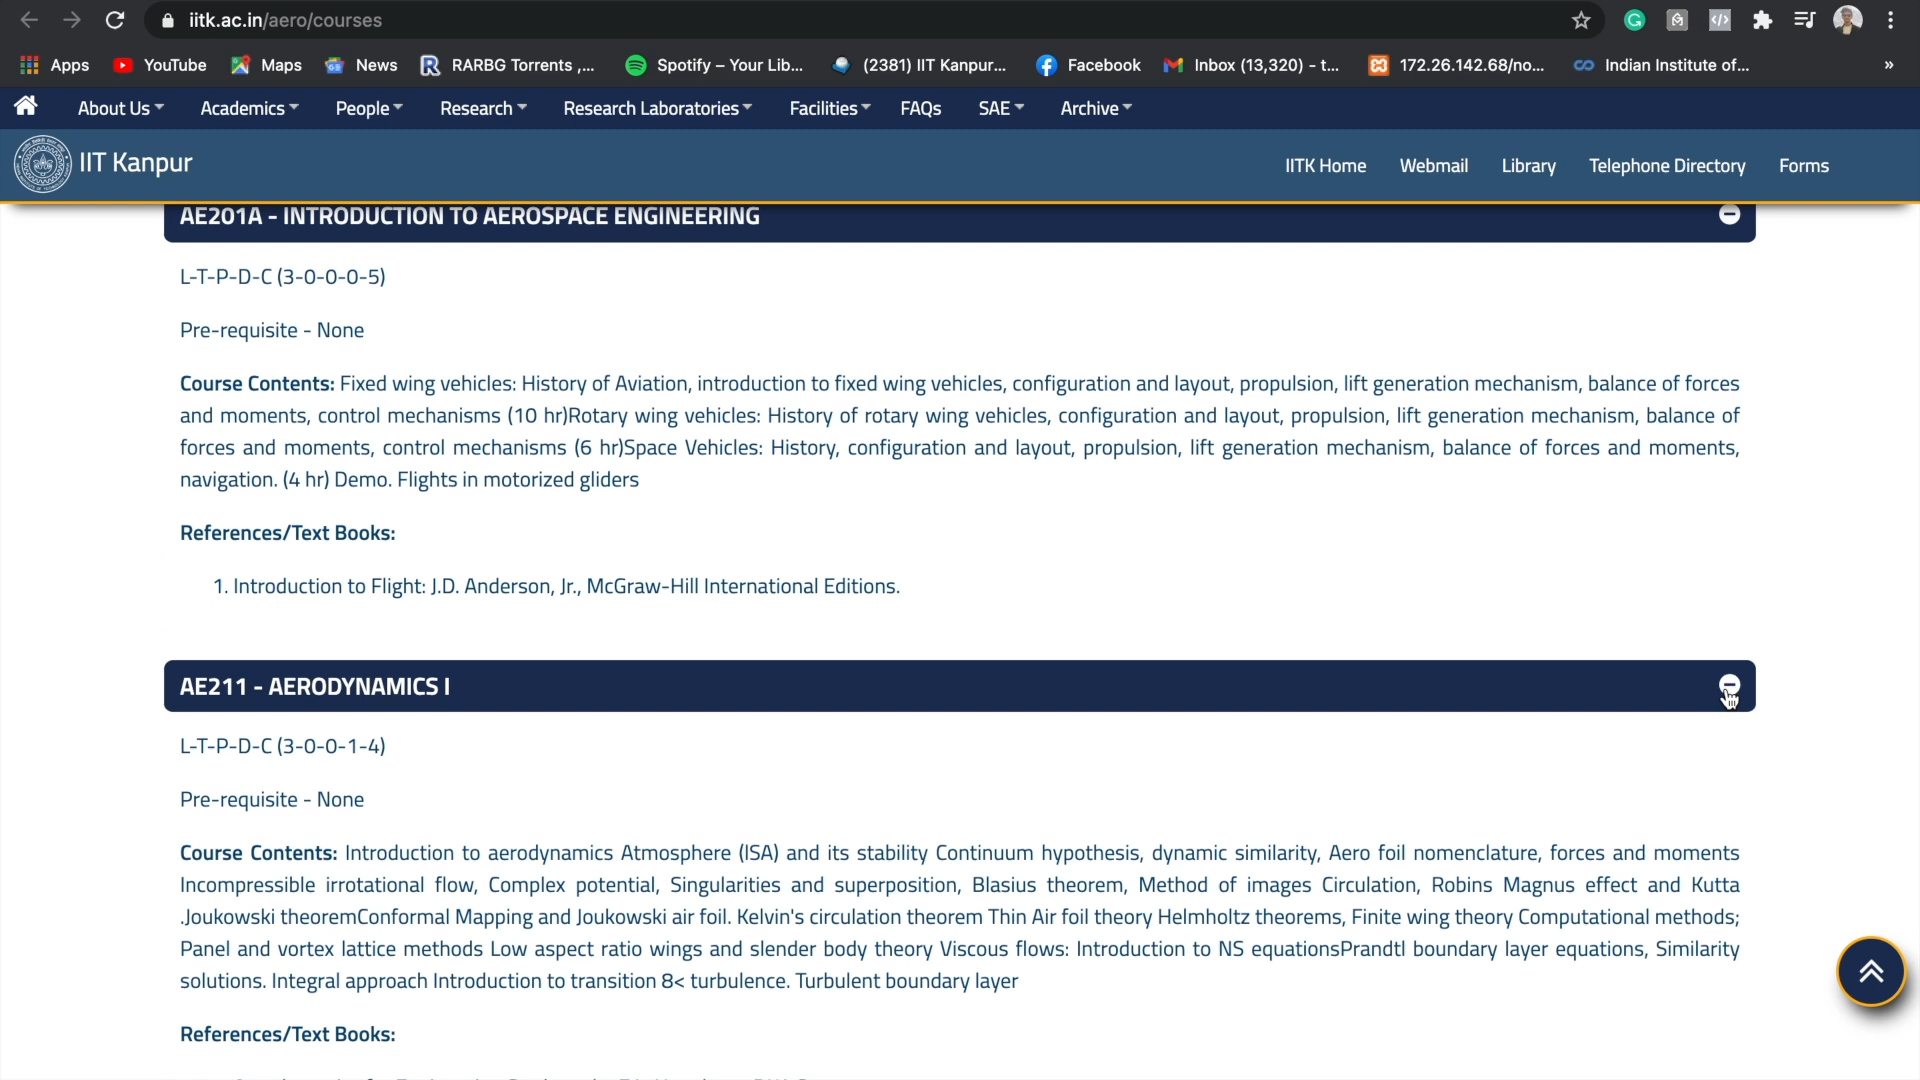 iitk.ac.in/aero/courses
Apps YouTube Maps News RARBG Torrents ,... Spotify – Your Lib... (2381) IIT Kanpur... Facebook Inbox (13,320) - t... 172.26.142.68/no... Indian Institute of... »
About Us Academics People Research Research Laboratories Facilities FAQs SAE Archive
IIT Kanpur IITK Home Webmail Library Telephone Directory Forms
AE201A - INTRODUCTION TO AEROSPACE ENGINEERING
L-T-P-D-C (3-0-0-0-5)
Pre-requisite - None
Course Contents: Fixed wing vehicles: History of Aviation, introduction to fixed wing vehicles, configuration and layout, propulsion, lift generation mechanism, balance of forces
and moments, control mechanisms (10 hr)Rotary wing vehicles: History of rotary wing vehicles, configuration and layout, propulsion, lift generation mechanism, balance of
forces and moments, control mechanisms (6 hr)Space Vehicles: History, configuration and layout, propulsion, lift generation mechanism, balance of forces and moments,
navigation. (4 hr) Demo. Flights in motorized gliders
References/Text Books:
1. Introduction to Flight: J.D. Anderson, Jr., McGraw-Hill International Editions.
AE211 - AERODYNAMICS I
L-T-P-D-C (3-0-0-1-4)
Pre-requisite - None
Course Contents: Introduction to aerodynamics Atmosphere (ISA) and its stability Continuum hypothesis, dynamic similarity, Aero foil nomenclature, forces and moments
Incompressible irrotational flow, Complex potential, Singularities and superposition, Blasius theorem, Method of images Circulation, Robins Magnus effect and Kutta
.Joukowski theoremConformal Mapping and Joukowski air foil. Kelvin's circulation theorem Thin Air foil theory Helmholtz theorems, Finite wing theory Computational methods;
Panel and vortex lattice methods Low aspect ratio wings and slender body theory Viscous flows: Introduction to NS equationsPrandtl boundary layer equations, Similarity
solutions. Integral approach Introduction to transition 8< turbulence. Turbulent boundary layer
References/Text Books: